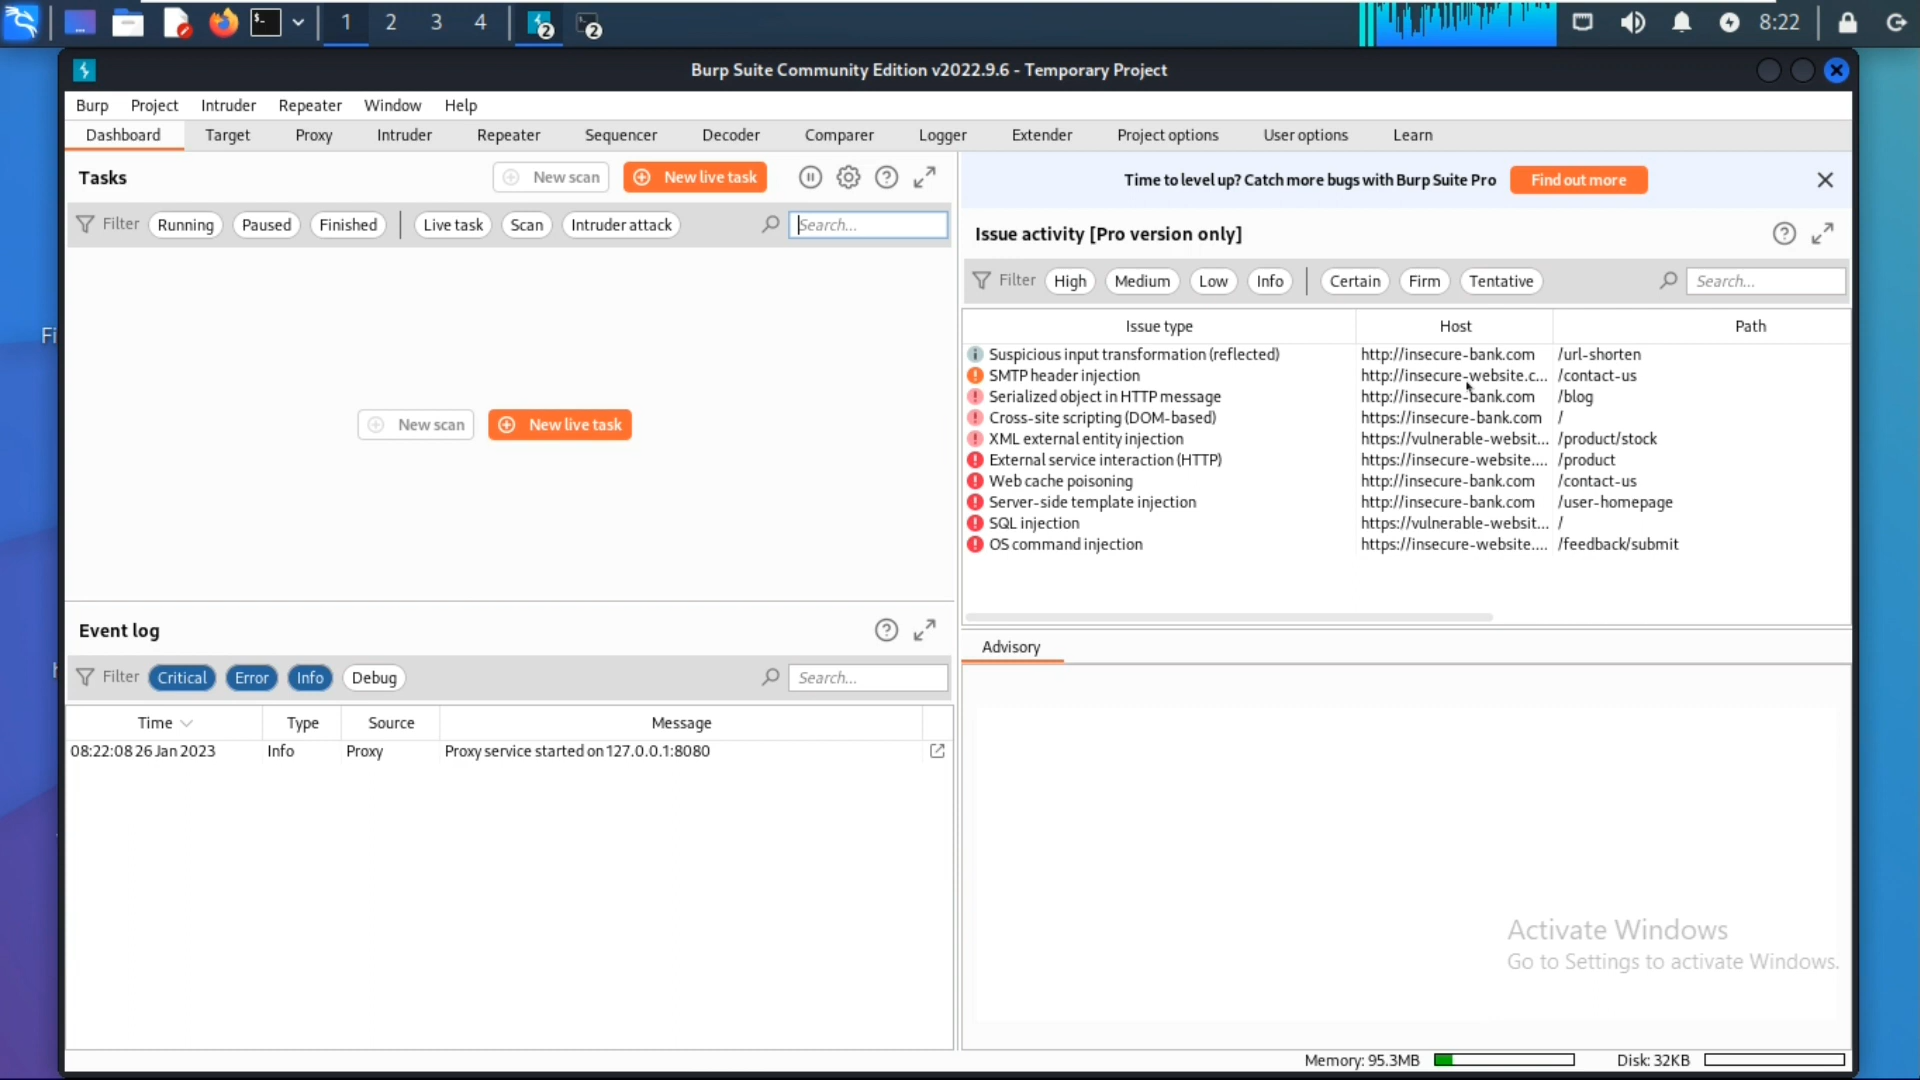 1 2 3 4 2 2 8:22
Burp Suite Community Edition v2022.9.6 - Temporary Project
Burp Project Intruder Repeater Window Help
Dashboard Target Proxy Intruder Repeater Sequencer Decoder Comparer Logger Extender Project options User options Learn
Tasks New scan New live task
Filter Running Paused Finished Live task Scan Intruder attack Search...
New scan New live task
Event log
Filter Critical Error Info Debug Search...
Time Type Source Message
08:22:08 26 Jan 2023 Info Proxy Proxy service started on 127.0.0.1:8080
Time to level up? Catch more bugs with Burp Suite Pro Find out more
Issue activity [Pro version only]
Filter High Medium Low Info Certain Firm Tentative Search...
Issue type Host Path
Suspicious input transformation (reflected) http://insecure-bank.com /url-shorten
SMTP header injection http://insecure-website.c... /contact-us
Serialized object in HTTP message http://insecure-bank.com /blog
Cross-site scripting (DOM-based) https://insecure-bank.com /
XML external entity injection https://vulnerable-websit... /product/stock
External service interaction (HTTP) https://insecure-website.... /product
Web cache poisoning http://insecure-bank.com /contact-us
Server-side template injection http://insecure-bank.com /user-homepage
SQL injection https://vulnerable-websit... /
OS command injection https://insecure-website.... /feedback/submit
Advisory
Activate Windows
Go to Settings to activate Windows.
Memory: 95.3MB Disk: 32KB